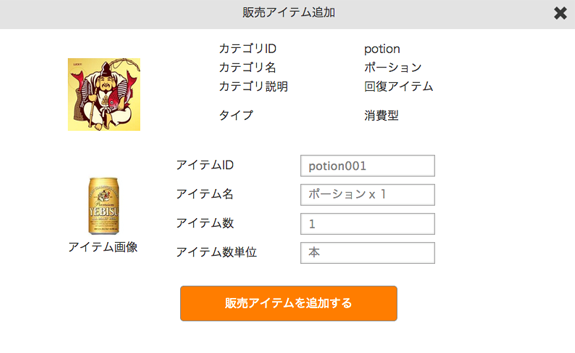 販売アイテム追加
カテゴリID potion
カテゴリ名 ポーション
カテゴリ説明 回復アイテム
タイプ 消費型
アイテムID potion001
アイテム名 ポーションｘ１
アイテム数 1
アイテム数単位 本
YEBISU
アイテム画像
販売アイテムを追加する